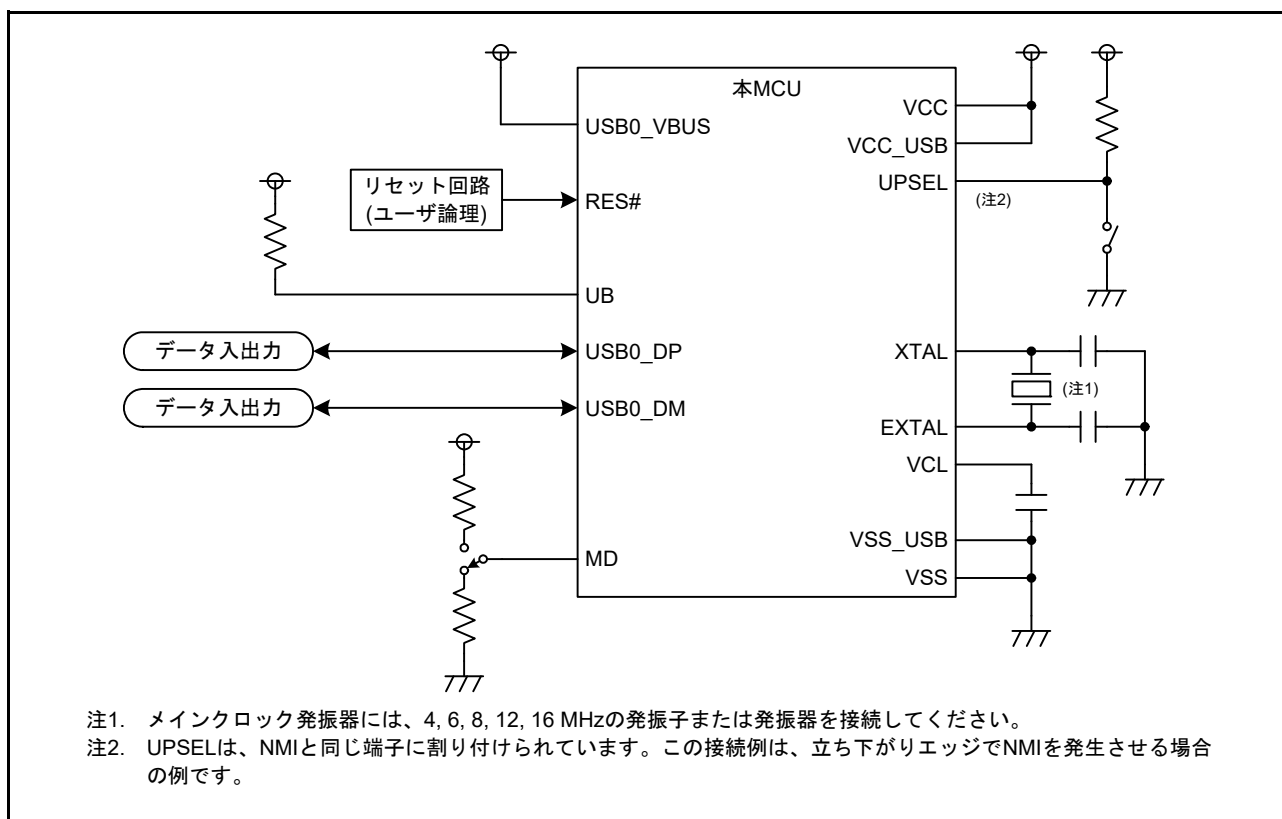 本MCU
USB0_VBUS
VCC
VCC_USB
リセット回路
(ユーザ論理)
RES#
UPSEL
(注2)
UB
データ入出力
USB0_DP
XTAL
(注1)
データ入出力
USB0_DM
EXTAL
VCL
VSS_USB
MD
VSS
注1. メインクロック発振器には、4, 6, 8, 12, 16 MHzの発振子または発振器を接続してください。
注2. UPSELは、NMIと同じ端子に割り付けられています。この接続例は、立ち下がりエッジでNMIを発生させる場合
の例です。